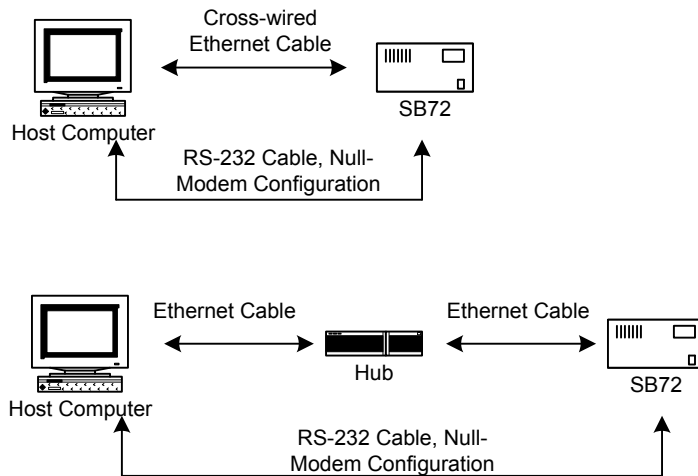 Cross-wired
Ethernet Cable
SB72
Host Computer
RS-232 Cable, Null-
Modem Configuration
Ethernet Cable
Ethernet Cable
Hub
SB72
Host Computer
RS-232 Cable, Null-
Modem Configuration